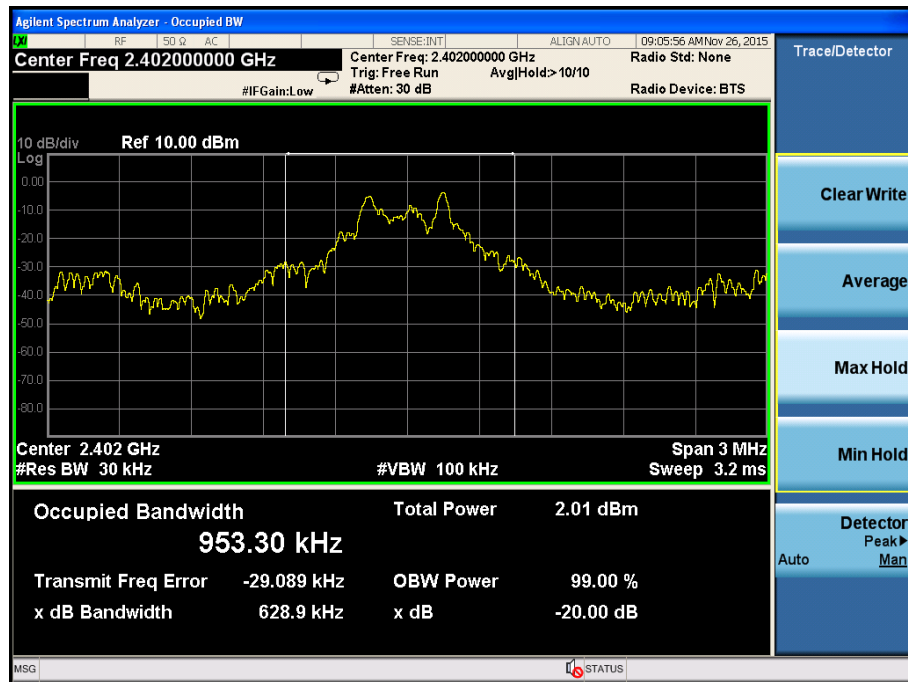 Agilent Spectrum Analyzer - Occupied BW
LXI RF 50 Ω AC SENSE:INT ALIGN AUTO 09:05:56 AM Nov 26, 2015
Center Freq 2.402000000 GHz Center Freq: 2.402000000 GHz Radio Std: None
Trig: Free Run Avg|Hold:>10/10
#IFGain:Low #Atten: 30 dB Radio Device: BTS
Trace/Detector
10 dB/div Ref 10.00 dBm
Log
0.00
-10.0
-20.0
-30.0
-40.0
-50.0
-60.0
-70.0
-80.0
Center 2.402 GHz Span 3 MHz
#Res BW 30 kHz #VBW 100 kHz Sweep 3.2 ms
Occupied Bandwidth Total Power 2.01 dBm
953.30 kHz
Transmit Freq Error -29.089 kHz OBW Power 99.00 %
x dB Bandwidth 628.9 kHz x dB -20.00 dB
Clear Write
Average
Max Hold
Min Hold
Detector
Peak▶
Auto Man
MSG STATUS